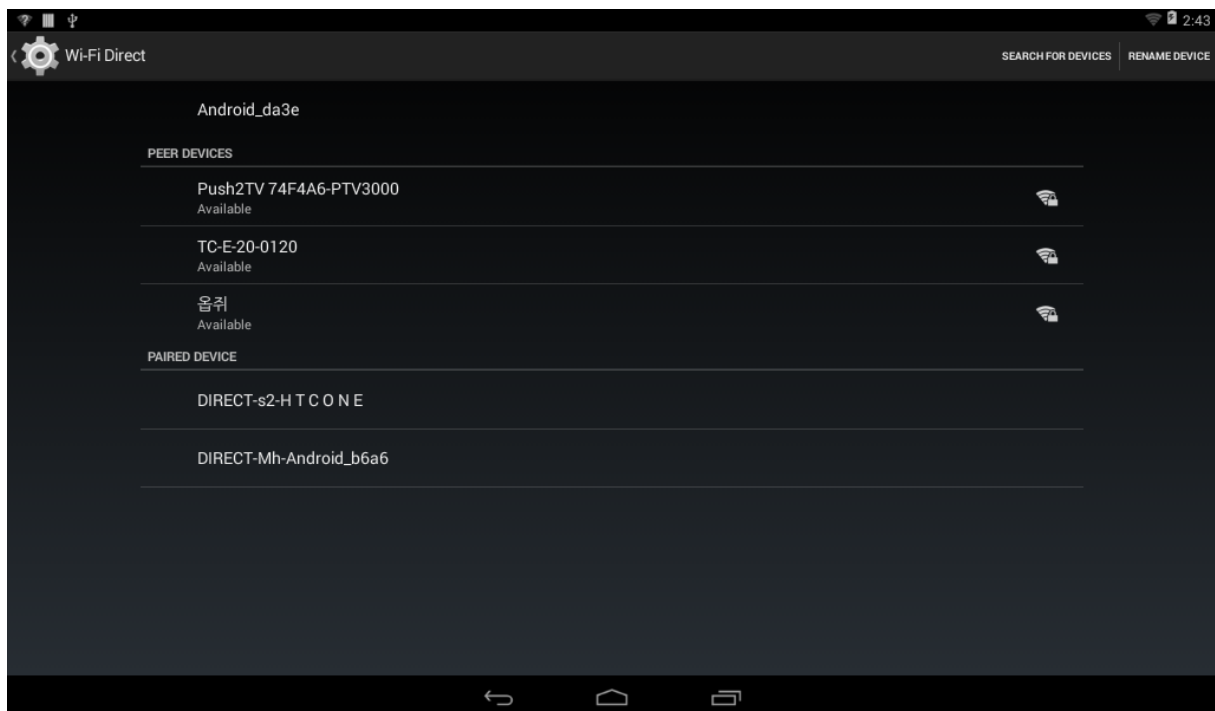 2:43
Wi-Fi Direct
SEARCH FOR DEVICES
RENAME DEVICE
Android_da3e
PEER DEVICES
Push2TV 74F4A6-PTV3000
Available
TC-E-20-0120
Available
옵쥐
Available
PAIRED DEVICE
DIRECT-s2-H T C O N E
DIRECT-Mh-Android_b6a6